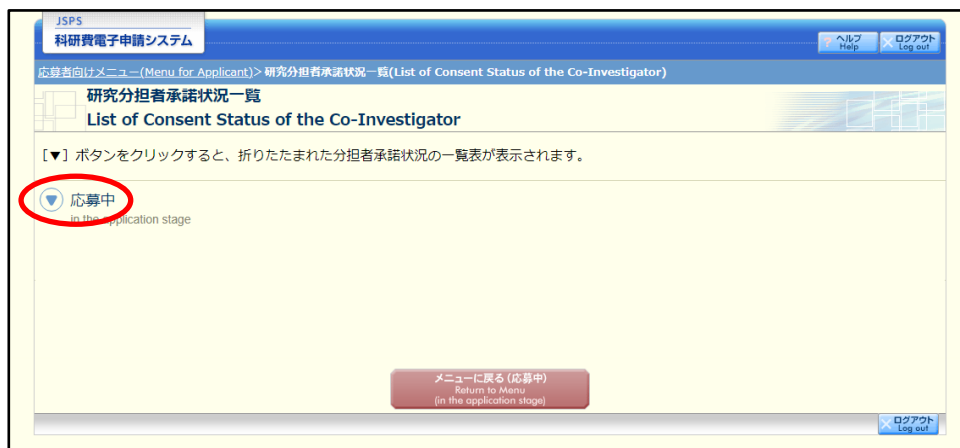 JSPS
科研費電子申請システム
? ヘルプ
Help
× ログアウト
Log out
応募者向けメニュー(Menu for Applicant)> 研究分担者承諾状況一覧(List of Consent Status of the Co-Investigator)
研究分担者承諾状況一覧
List of Consent Status of the Co-Investigator
[▼] ボタンをクリックすると、折りたたまれた分担者承諾状況の一覧表が表示されます。
▼ 応募中
in the application stage
メニューに戻る (応募中)
Return to Menu
(in the application stage)
× ログアウト
Log out